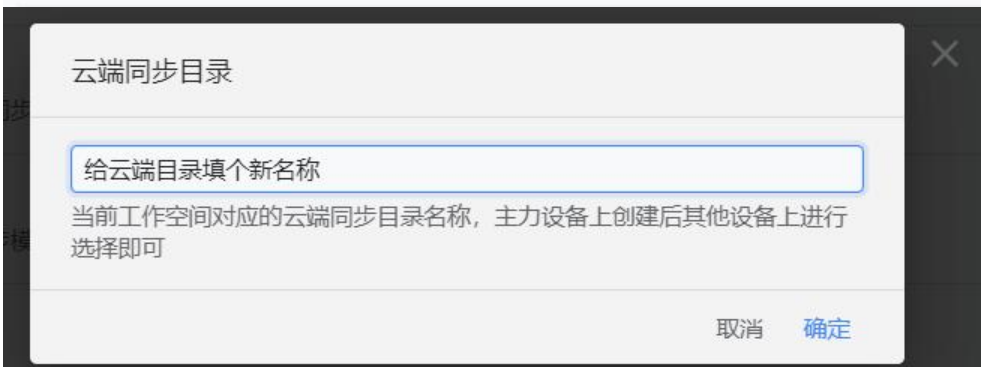 云端同步目录
给云端目录填个新名称
当前工作空间对应的云端同步目录名称，主力设备上创建后其他设备上进行
选择即可
取消 确定